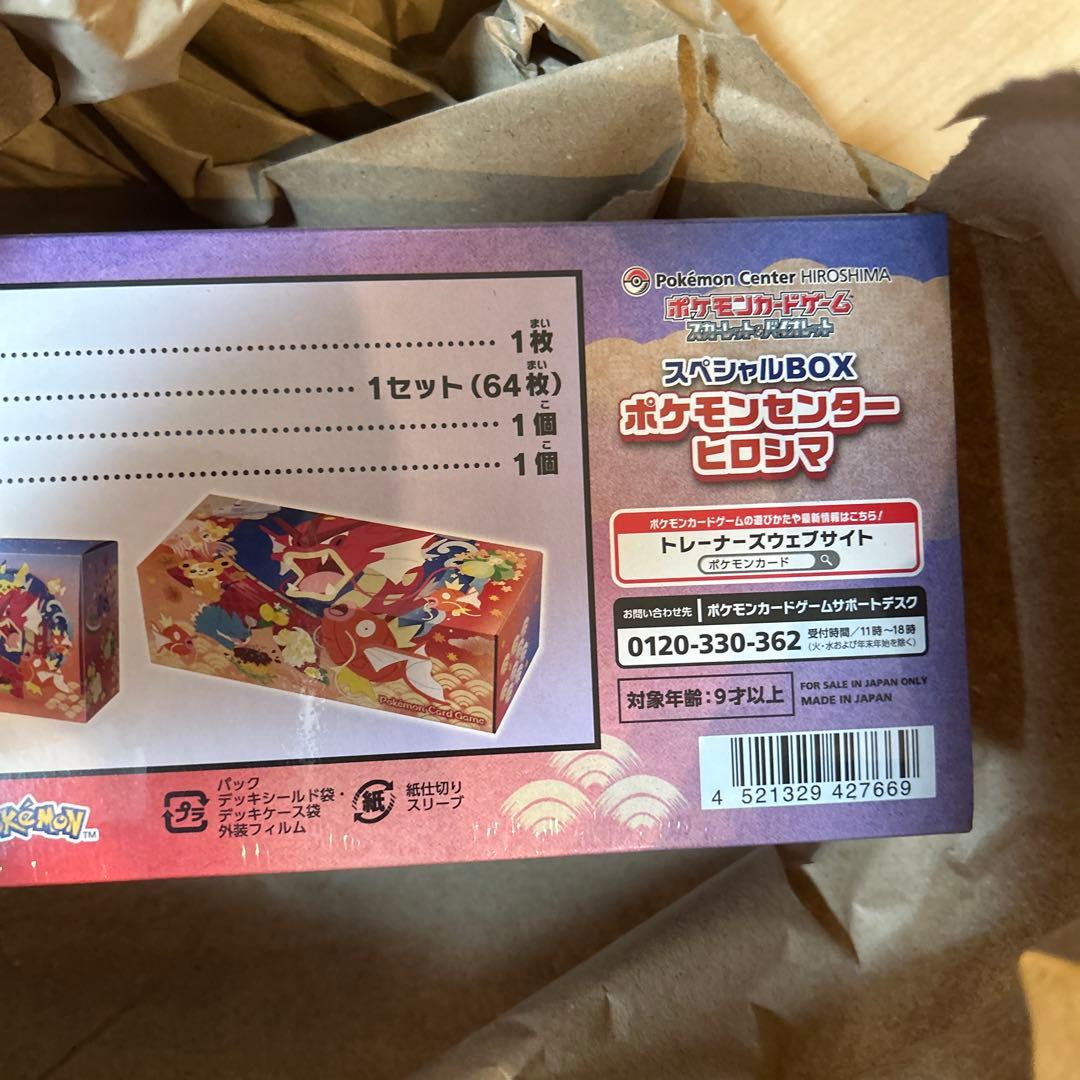 まい
1枚
まい
1セット（64枚）
こ
1個
こ
1個
Pokémon Card Game
パック
デッキシールド袋・
デッキケース袋
外装フィルム
プラ
紙
紙仕切り
スリーブ
POKÉMON™
Pokémon Center HIROSHIMA
ポケモンカードゲーム
スカーレット&バイオレット
スペシャルBOX
ポケモンセンター
ヒロシマ
ポケモンカードゲームの遊びかたや最新情報はこちら！
トレーナーズウェブサイト
ポケモンカード
お問い合わせ先 ポケモンカードゲームサポートデスク
0120-330-362 受付時間／11時～18時
（火・水および年末年始を除く）
対象年齢：9才以上
FOR SALE IN JAPAN ONLY
MADE IN JAPAN
4 521329 427669